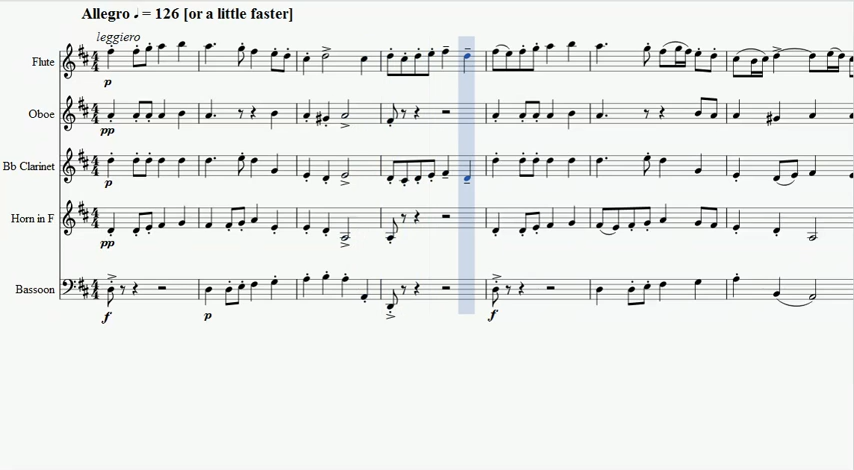 Allegro ♩ = 126 [or a little faster]
leggiero
Flute
p
Oboe
pp
Bb Clarinet
p
Horn in F
pp
Bassoon
f p f